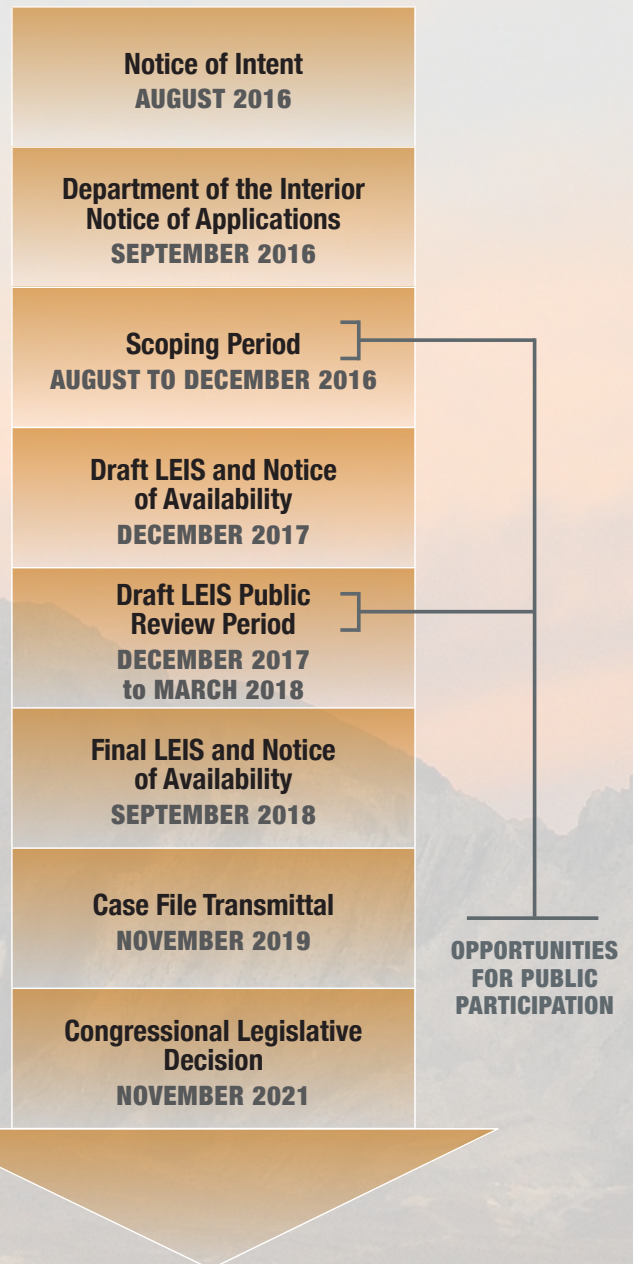 Notice of Intent
AUGUST 2016
Department of the Interior
Notice of Applications
SEPTEMBER 2016
Scoping Period
AUGUST TO DECEMBER 2016
Draft LEIS and Notice
of Availability
DECEMBER 2017
Draft LEIS Public
Review Period
DECEMBER 2017
to MARCH 2018
Final LEIS and Notice
of Availability
SEPTEMBER 2018
Case File Transmittal
NOVEMBER 2019
Congressional Legislative
Decision
NOVEMBER 2021
OPPORTUNITIES
FOR PUBLIC
PARTICIPATION